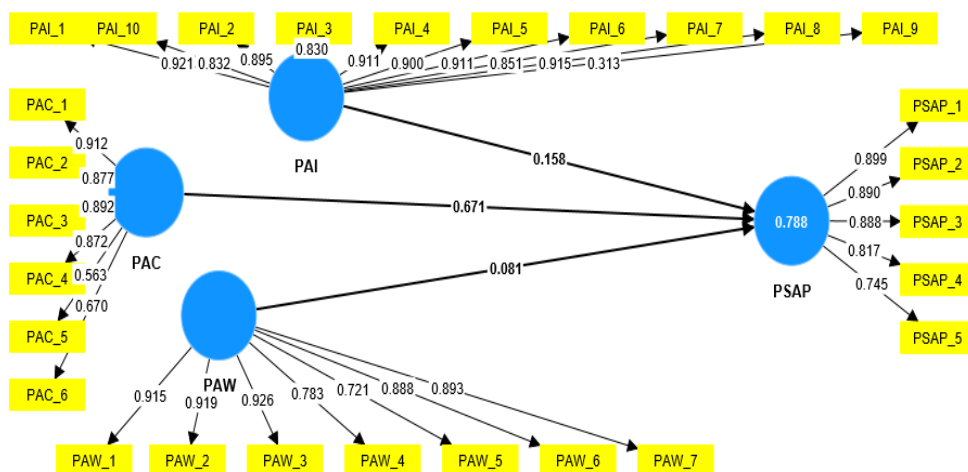 PAI_1 PAI_10 PAI_2 PAI_3 PAI_4 PAI_5 PAI_6 PAI_7 PAI_8 PAI_9
0.830
0.921 0.832 0.895 0.911 0.900 0.911 0.851 0.915 0.313
PAI
PAC_1
PAC_2
PAC_3
PAC_4
PAC_5
PAC_6
0.912
0.877
0.892
0.872
0.563
0.670
PAC
0.158
0.671
0.081
0.788
PSAP
0.899
0.890
0.888
0.817
0.745
PSAP_1
PSAP_2
PSAP_3
PSAP_4
PSAP_5
PAW
0.915 0.919 0.926 0.783 0.721 0.888 0.893
PAW_1 PAW_2 PAW_3 PAW_4 PAW_5 PAW_6 PAW_7